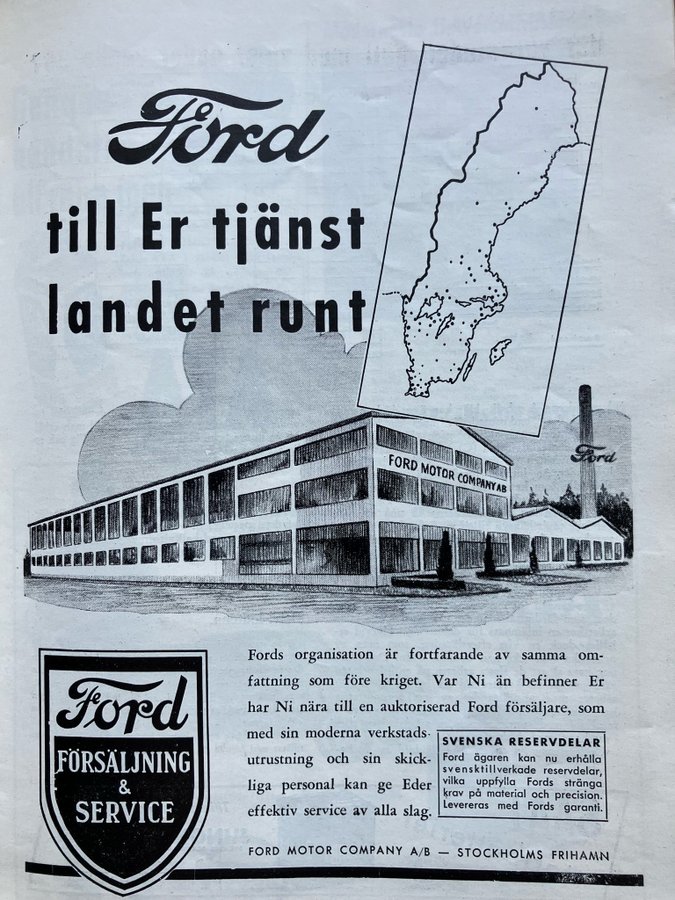 Ford
till Er tjänst
landet runt
FORD MOTOR COMPANY AB
Ford
Fords organisation är fortfarande av samma om-
fattning som före kriget. Var Ni än befinner Er
har Ni nära till en auktoriserad Ford försäljare, som
med sin moderna verkstads-
utrustning och sin skick-
liga personal kan ge Eder
effektiv service av alla slag.
SVENSKA RESERVDELAR
Ford ägaren kan nu erhålla
svensktillverkade reservdelar,
vilka uppfylla Fords stränga
krav på material och precision.
Levereras med Fords garanti.
Ford
FÖRSÄLJNING
&
SERVICE
FORD MOTOR COMPANY A/B — STOCKHOLMS FRIHAMN